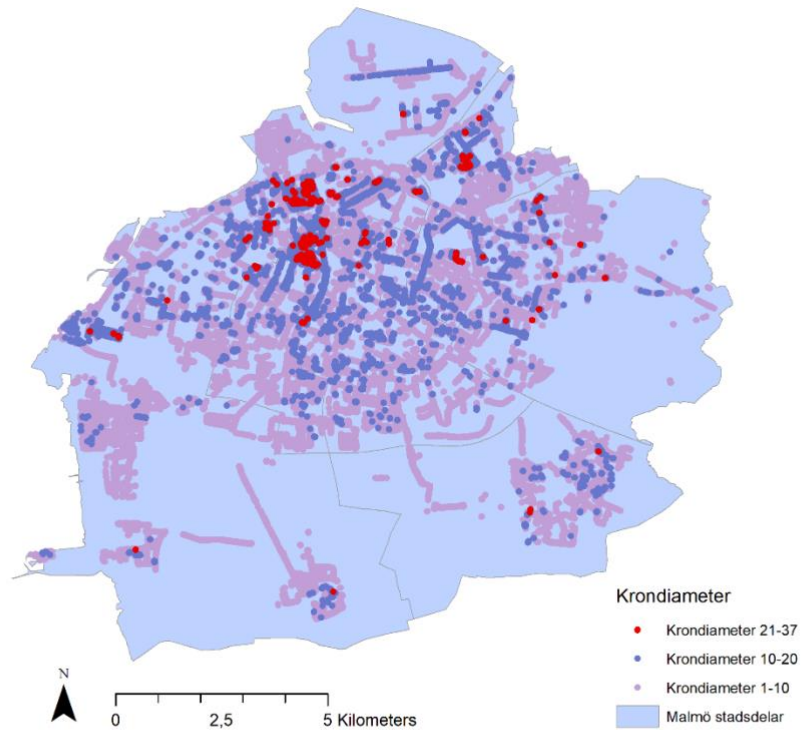 Krondiameter
Krondiameter 21-37
Krondiameter 10-20
Krondiameter 1-10
Malmö stadsdelar
N
0 2,5 5 Kilometers